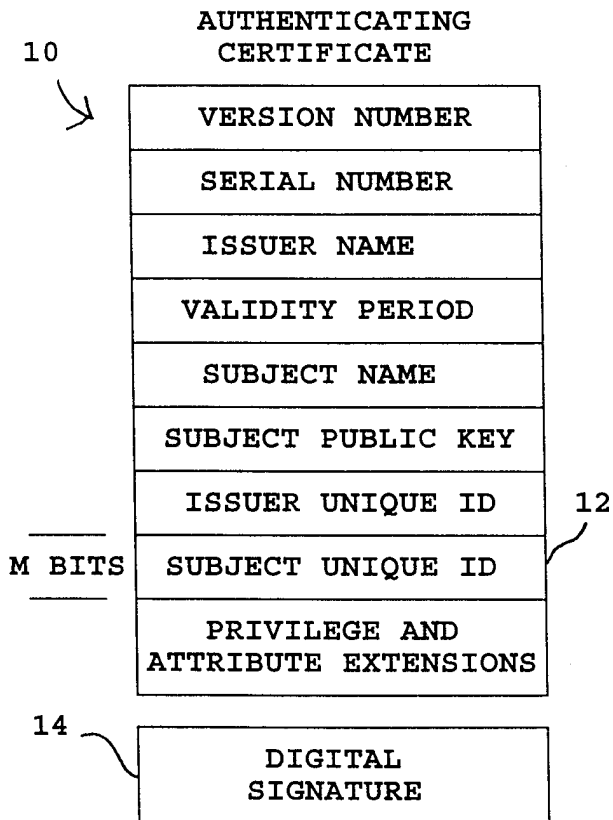 AUTHENTICATING
CERTIFICATE
10
VERSION NUMBER
SERIAL NUMBER
ISSUER NAME
VALIDITY PERIOD
SUBJECT NAME
SUBJECT PUBLIC KEY
ISSUER UNIQUE ID
12
M BITS
SUBJECT UNIQUE ID
PRIVILEGE AND
ATTRIBUTE EXTENSIONS
14
DIGITAL
SIGNATURE